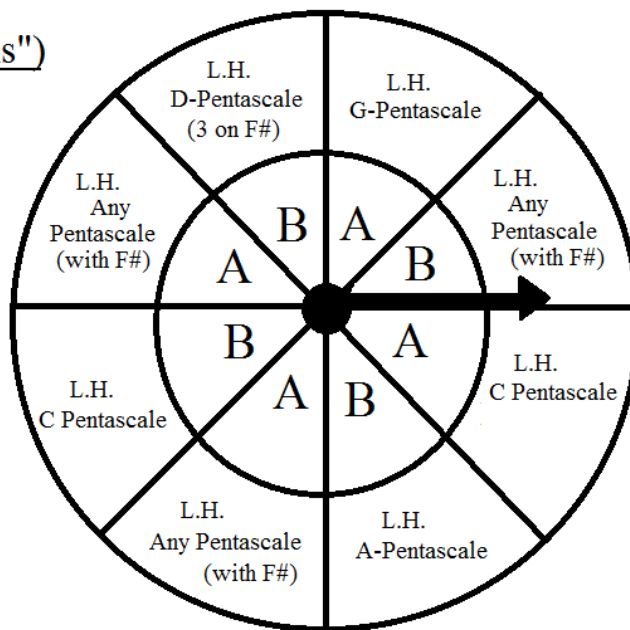 s")
L.H.
D-Pentascale
(3 on F#)
L.H.
G-Pentascale
L.H.
Any
Pentascale
(with F#)
L.H.
Any
Pentascale
(with F#)
B
A
A
B
B
A
A
B
L.H.
C Pentascale
L.H.
C Pentascale
L.H.
Any Pentascale
(with F#)
L.H.
A-Pentascale